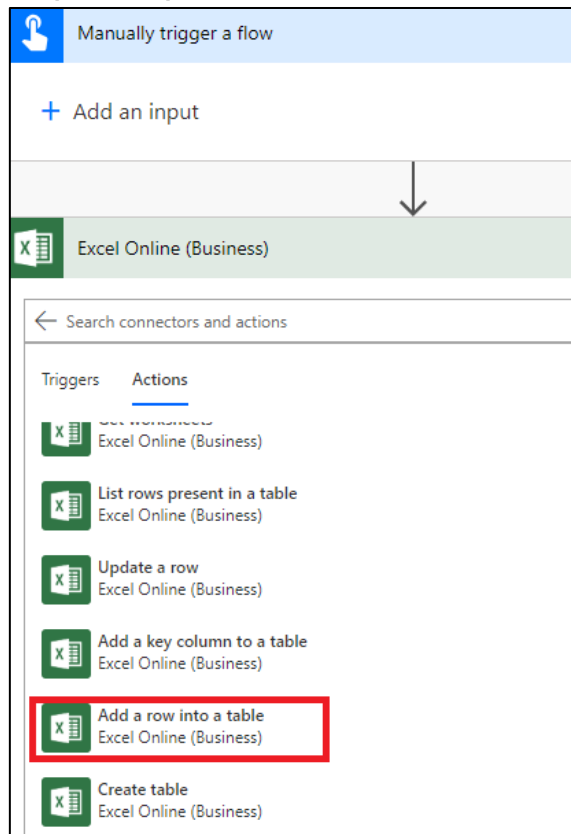 Manually trigger a flow
+ Add an input
Excel Online (Business)
Search connectors and actions
Triggers Actions
Get worksheets
Excel Online (Business)
List rows present in a table
Excel Online (Business)
Update a row
Excel Online (Business)
Add a key column to a table
Excel Online (Business)
Add a row into a table
Excel Online (Business)
Create table
Excel Online (Business)